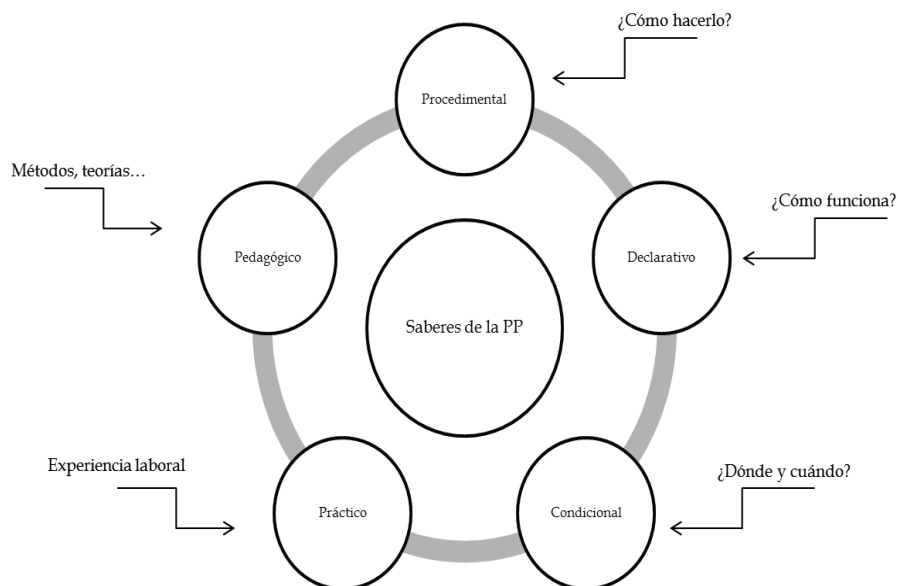 ¿Cómo hacerlo?
Procedimental
Métodos, teorías...
¿Cómo funciona?
Pedagógico
Declarativo
Saberes de la PP
Experiencia laboral
¿Dónde y cuándo?
Práctico
Condicional